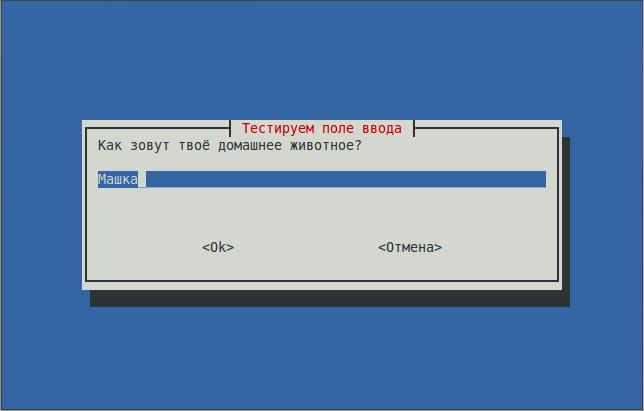 Тестируем поле ввода
Как зовут твоё домашнее животное?
Машка
<Ok> <Отмена>